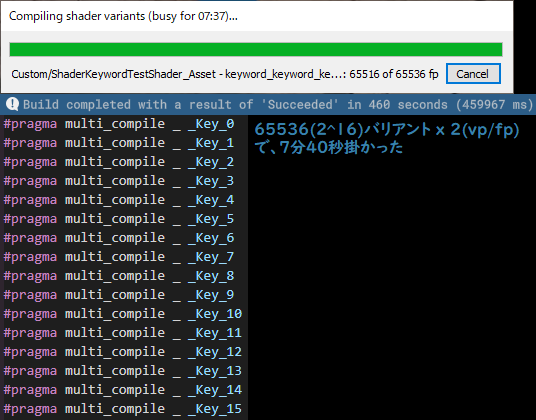 Compiling shader variants (busy for 07:37)...
Custom/ShaderKeywordTestShader_Asset - keyword_keyword_ke...: 65516 of 65536 fp
Cancel
Build completed with a result of 'Succeeded' in 460 seconds (459967 ms)
#pragma multi_compile _ _Key_0
#pragma multi_compile _ _Key_1
#pragma multi_compile _ _Key_2
#pragma multi_compile _ _Key_3
#pragma multi_compile _ _Key_4
#pragma multi_compile _ _Key_5
#pragma multi_compile _ _Key_6
#pragma multi_compile _ _Key_7
#pragma multi_compile _ _Key_8
#pragma multi_compile _ _Key_9
#pragma multi_compile _ _Key_10
#pragma multi_compile _ _Key_11
#pragma multi_compile _ _Key_12
#pragma multi_compile _ _Key_13
#pragma multi_compile _ _Key_14
#pragma multi_compile _ _Key_15
65536(2^16)バリアント x 2(vp/fp)
で、7分40秒掛かった